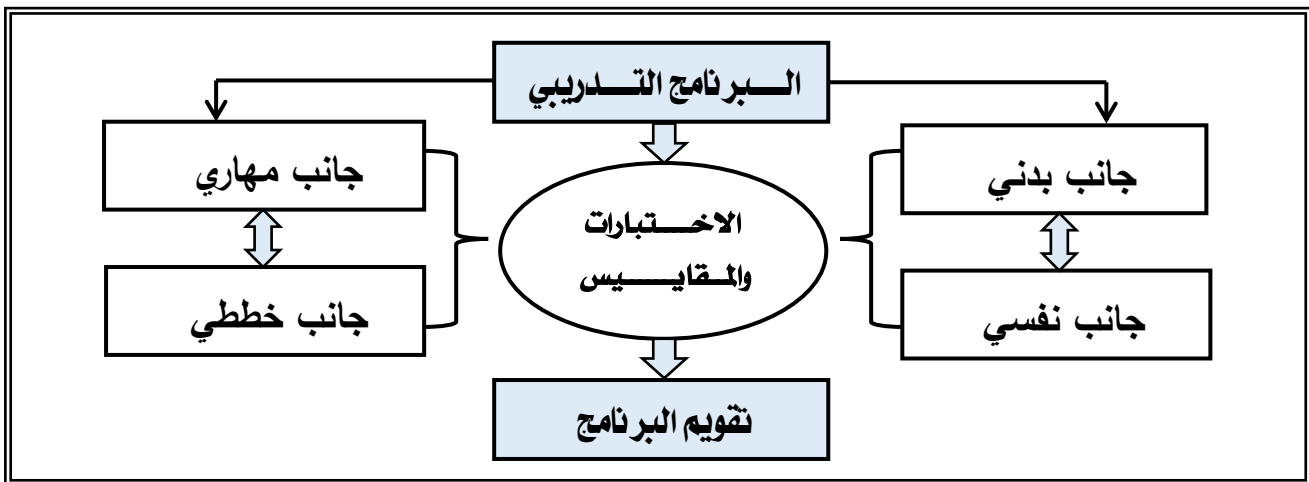 البرنامج التدريبي
جانب بدني
جانب مهاري
الاختبارات
والمقاييس
جانب نفسي
جانب خططي
تقويم البرنامج